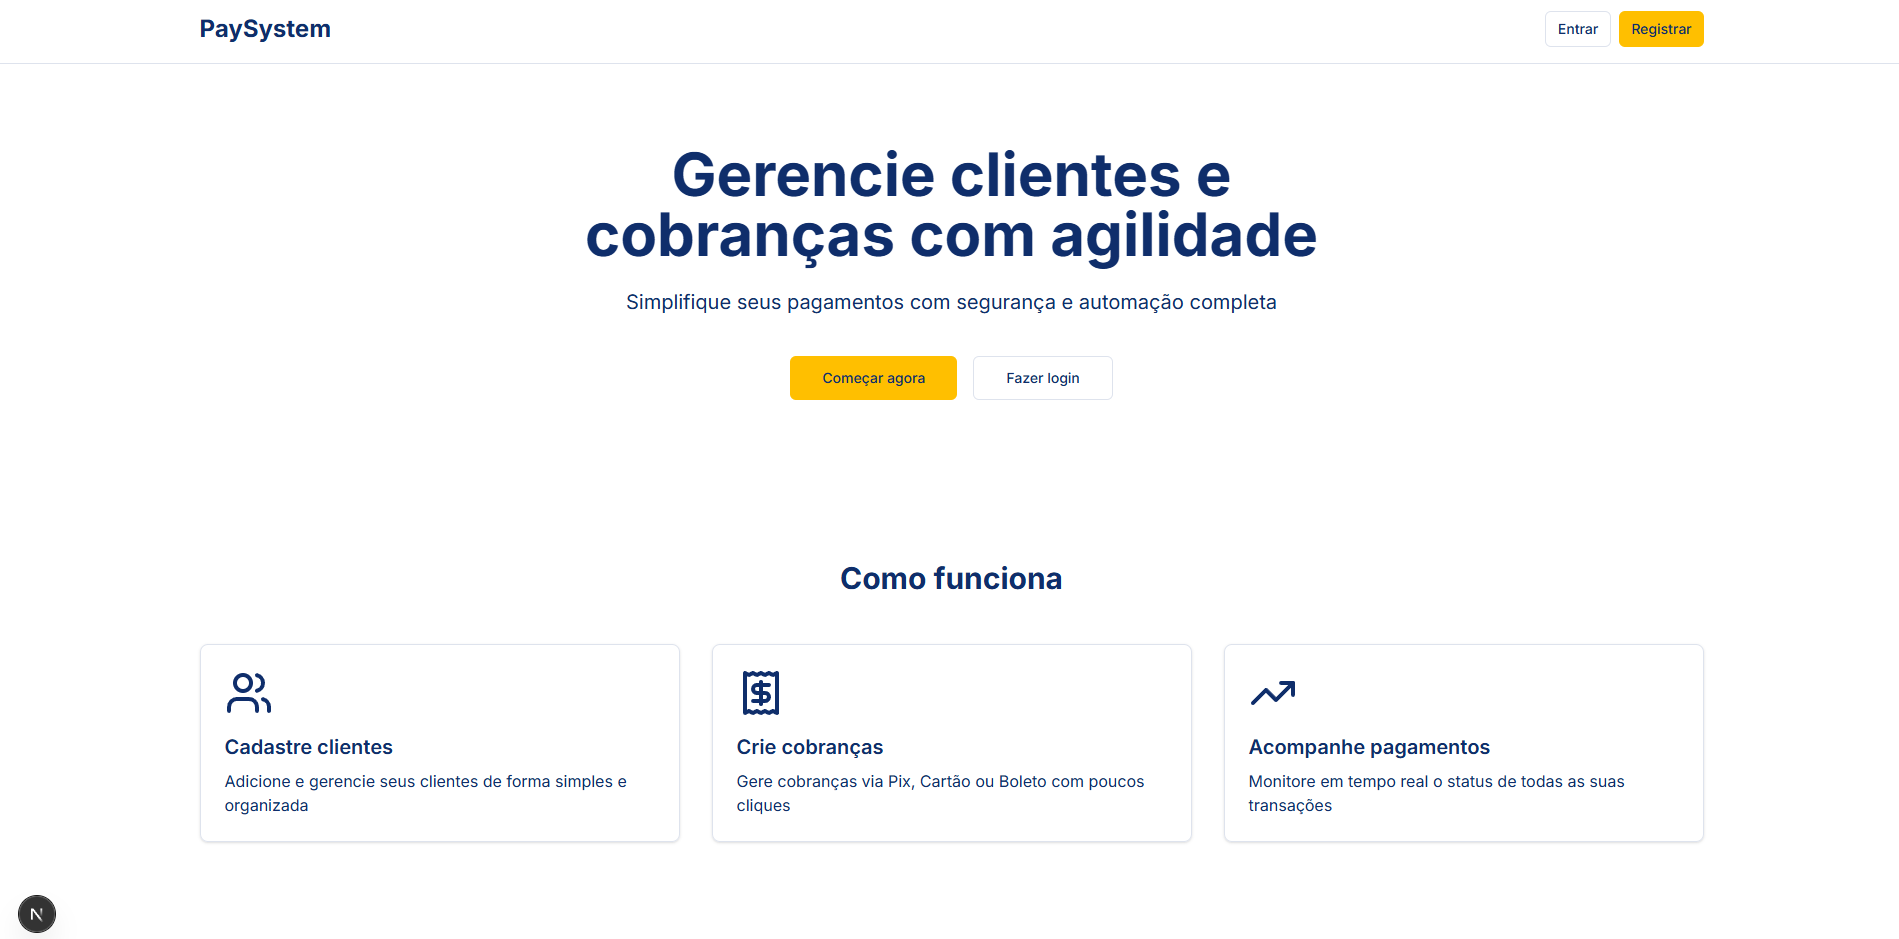 PaySystem
Entrar
Registrar
Gerencie clientes e
cobranças com agilidade
Simplifique seus pagamentos com segurança e automação completa
Começar agora
Fazer login
Como funciona
Cadastre clientes
Adicione e gerencie seus clientes de forma simples e
organizada
Crie cobranças
Gere cobranças via Pix, Cartão ou Boleto com poucos
cliques
Acompanhe pagamentos
Monitore em tempo real o status de todas as suas
transações
N